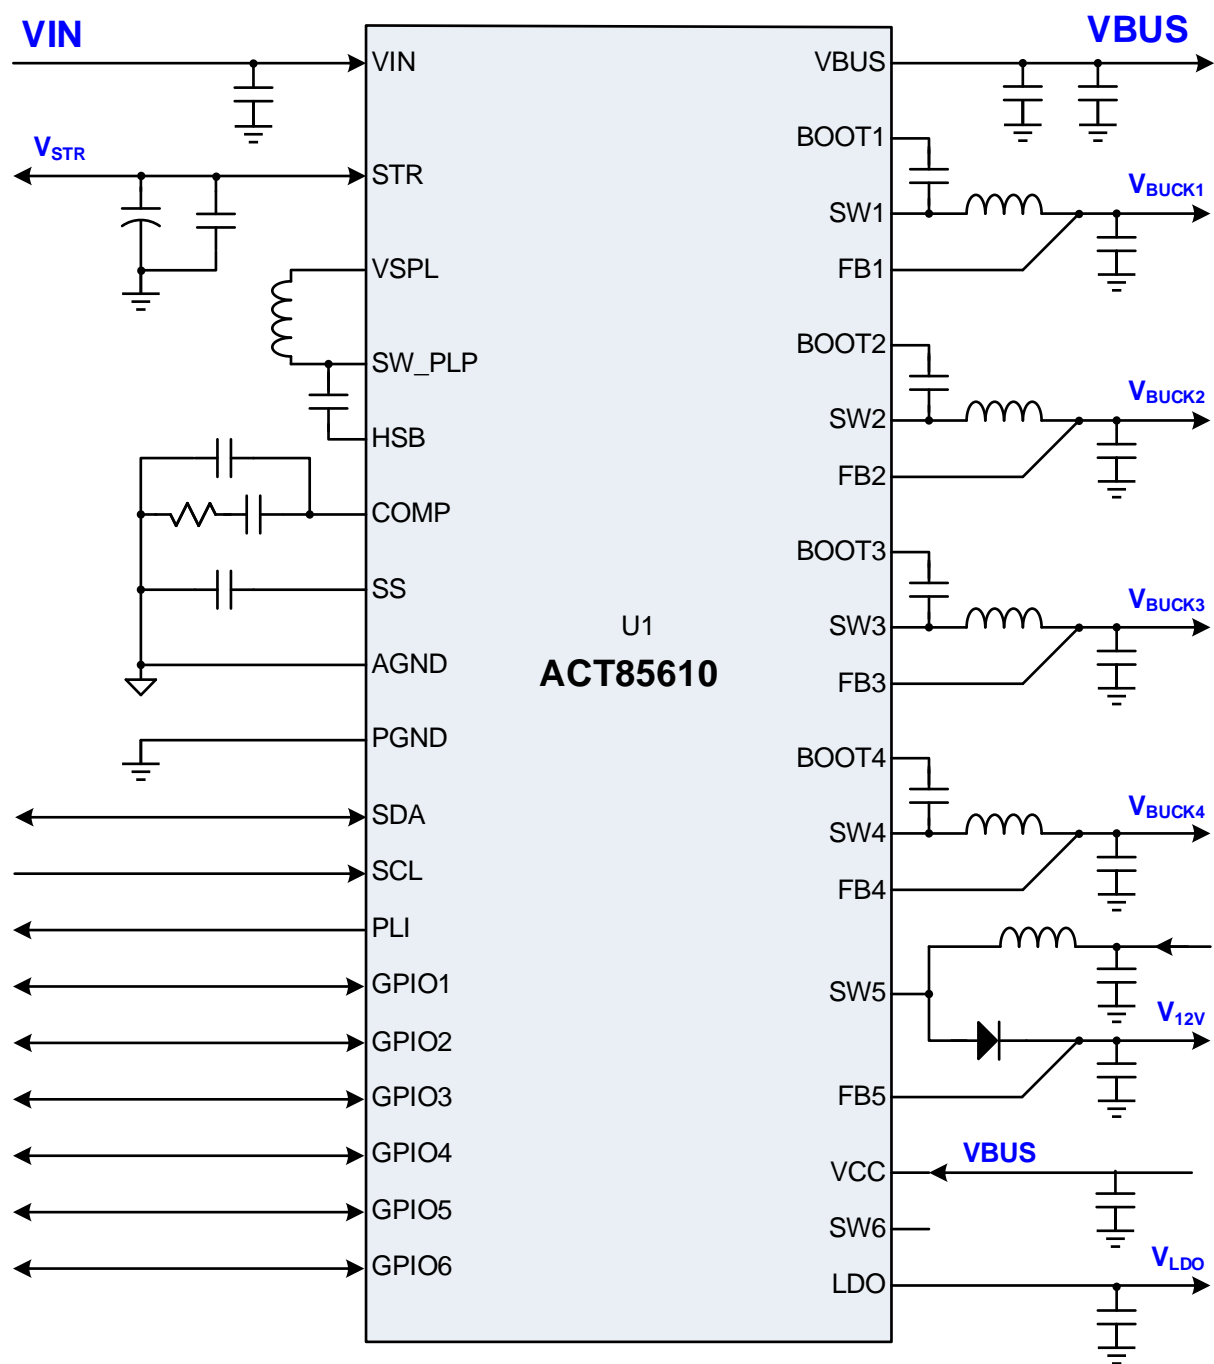 VIN
VBUS
VIN
VBUS
BOOT1
VSTR
STR
VBUCK1
SW1
VSPL
FB1
BOOT2
SW_PLP
VBUCK2
SW2
HSB
FB2
COMP
BOOT3
SS
VBUCK3
U1
SW3
AGND
ACT85610
FB3
PGND
BOOT4
SDA
VBUCK4
SW4
SCL
FB4
PLI
GPIO1
SW5
V12V
GPIO2
GPIO3
FB5
GPIO4
VBUS
VCC
GPIO5
SW6
GPIO6
VLDO
LDO